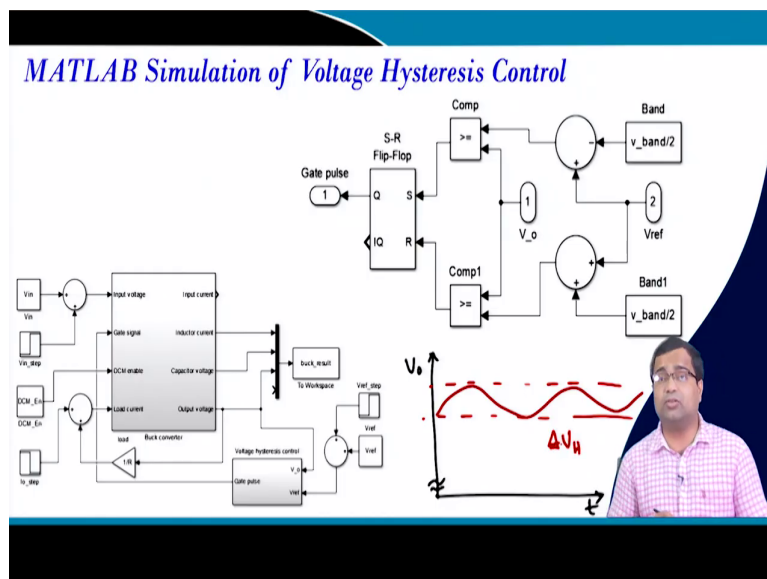 MATLAB Simulation of Voltage Hysteresis Control
Comp
>=
Band
v_band/2
-
+
S-R
Flip-Flop
Gate pulse
1
Q
S
!Q
R
1
V_o
2
Vref
Comp1
>=
+
+
Band1
v_band/2
Vin
Vin
Vin_step
DCM_En
DCM_En
Io_step
Input voltage
Input current
Gate signal
Inductor current
DCM enable
Capacitor voltage
Load current
Output voltage
Buck converter
load
1/R
buck_result
To Workspace
Vref_step
Vref
Vref
Voltage hysteresis control
Gate pulse
V_o
Vref
V₀
ΔV_H
t